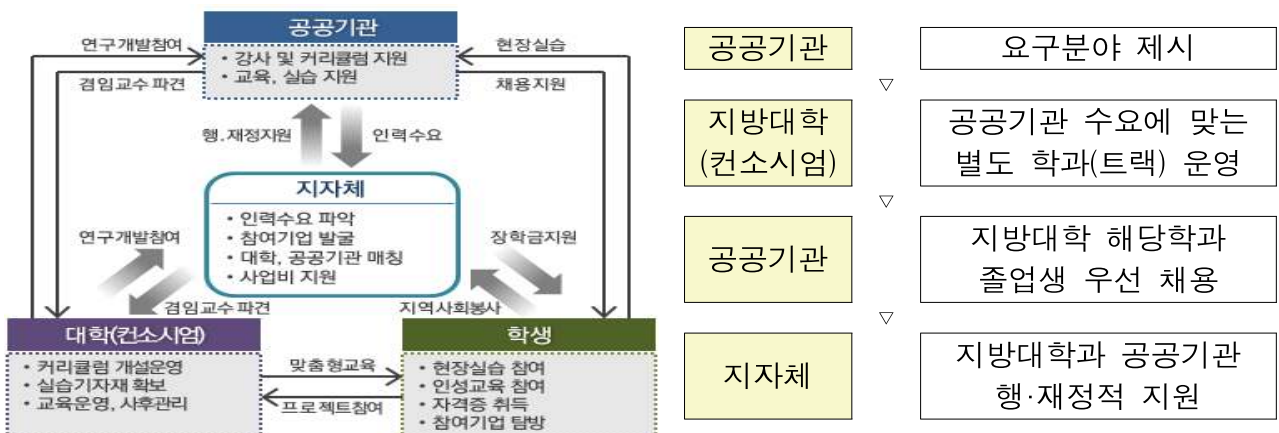 공공기관
• 강사 및 커리큘럼 지원
• 교육, 실습 지원
연구개발참여
겸임교수 파견
현장실습
채용지원
행.재정지원
인력수요
지자체
• 인력수요 파악
• 참여기업 발굴
• 대학, 공공기관 매칭
• 사업비 지원
연구개발참여
겸임교수 파견
장학금지원
지역사회봉사
대학(컨소시엄)
• 커리큘럼 개설운영
• 실습기자재 확보
• 교육운영, 사후관리
맞춤형교육
프로젝트참여
학생
• 현장실습 참여
• 인성교육 참여
• 자격증 취득
• 참여기업 탐방
공공기관
요구분야 제시
▽
지방대학
(컨소시엄)
공공기관 수요에 맞는
별도 학과(트랙) 운영
▽
공공기관
지방대학 해당학과
졸업생 우선 채용
▽
지자체
지방대학과 공공기관
행·재정적 지원